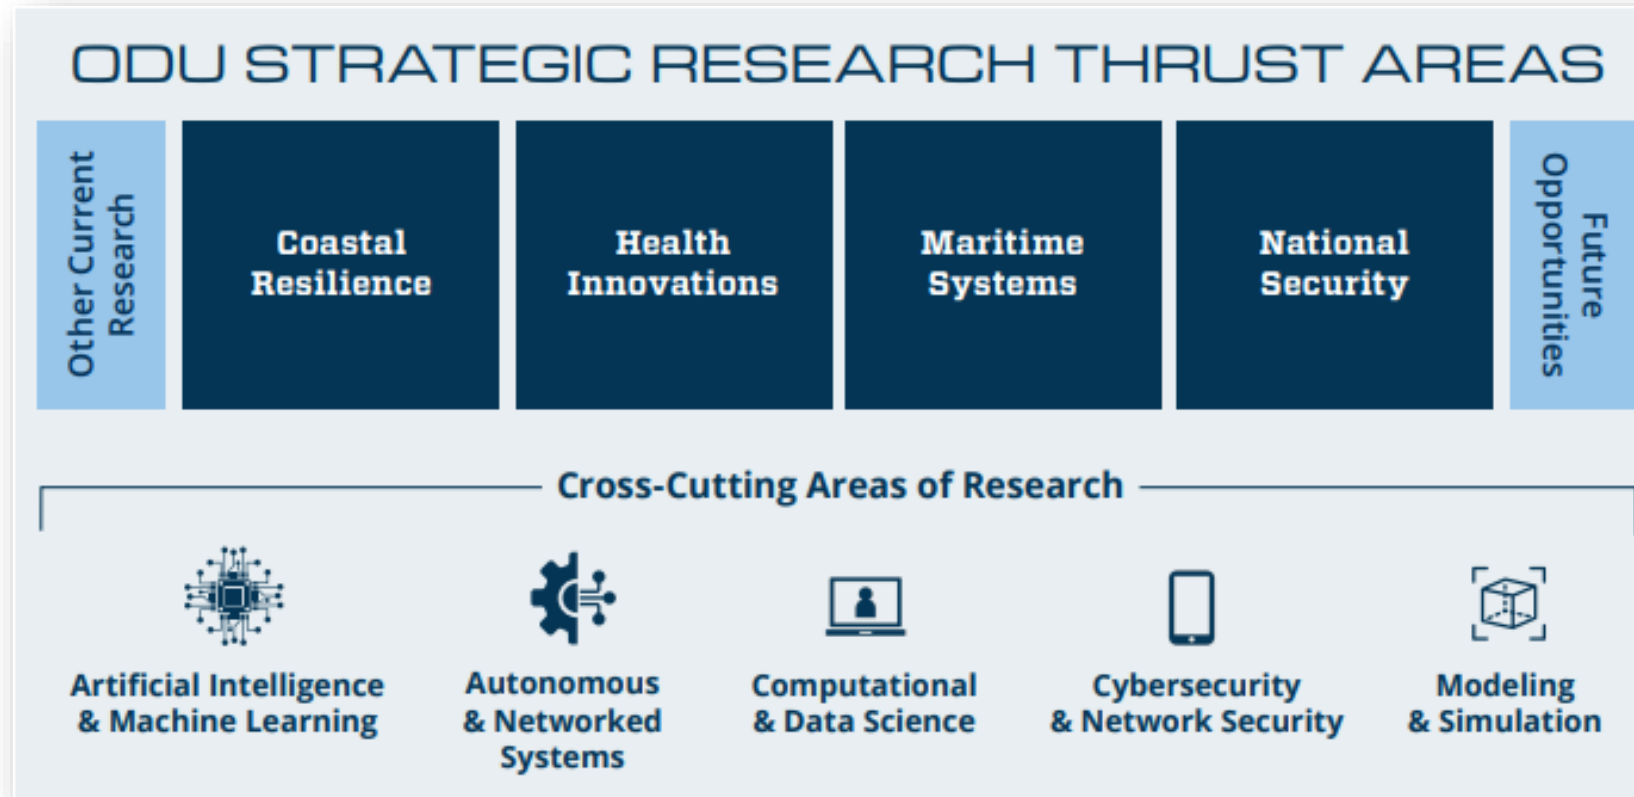 ODU STRATEGIC RESEARCH THRUST AREAS
Other Current
Research
Coastal
Resilience
Health
Innovations
Maritime
Systems
National
Security
Future
Opportunities
Cross-Cutting Areas of Research
Artificial Intelligence
& Machine Learning
Autonomous
& Networked
Systems
Computational
& Data Science
Cybersecurity
& Network Security
Modeling
& Simulation